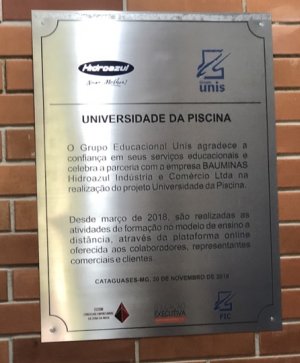 Hidroazul
unis
UNIVERSIDADE DA PISCINA
O Grupo Educacional Unis agradece a
confiança em seus serviços educacionais e
celebra a parceria com a empresa BAUMINAS
Hidroazul Indústria e Comércio Ltda na
realização do projeto Universidade da Piscina.
Desde março de 2018, são realizadas as
atividades de formação no modelo de ensino a
distância, através da plataforma online
oferecida aos colaboradores, representantes
comerciais e clientes.
CATAGUASES-MG, 20 DE NOVEMBRO DE 2018
EXECUTIVA
FIC